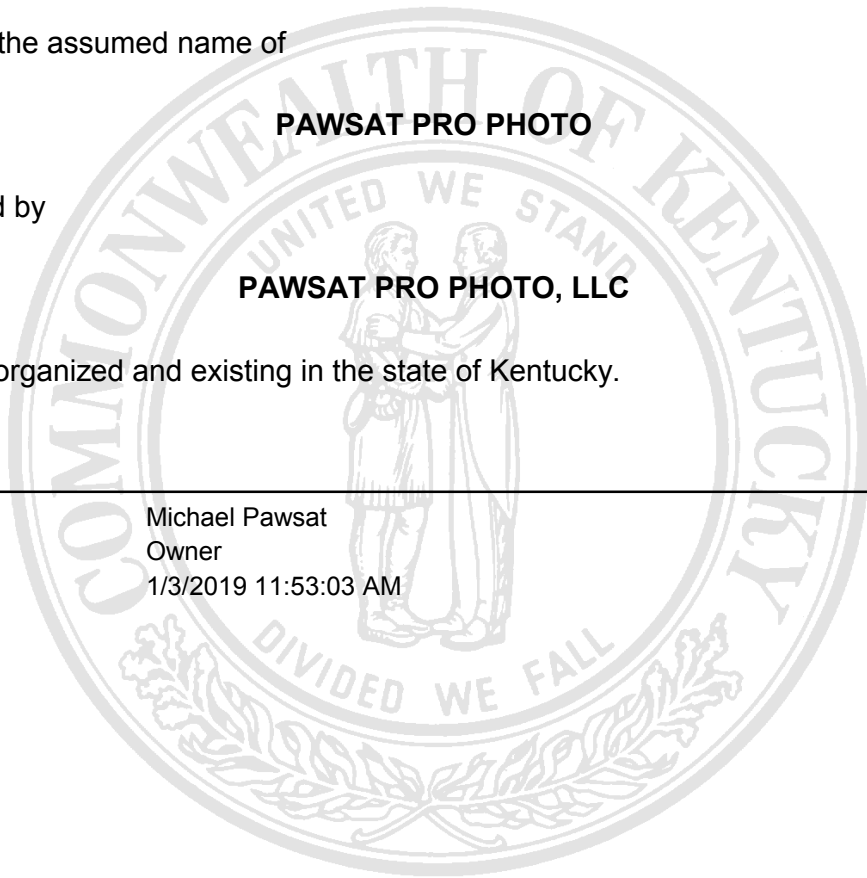 the assumed name of
PAWSAT PRO PHOTO
d by
PAWSAT PRO PHOTO, LLC
organized and existing in the state of Kentucky.
Michael Pawsat
Owner
1/3/2019 11:53:03 AM
COMMONWEALTH OF KENTUCKY
UNITED WE STAND
DIVIDED WE FALL